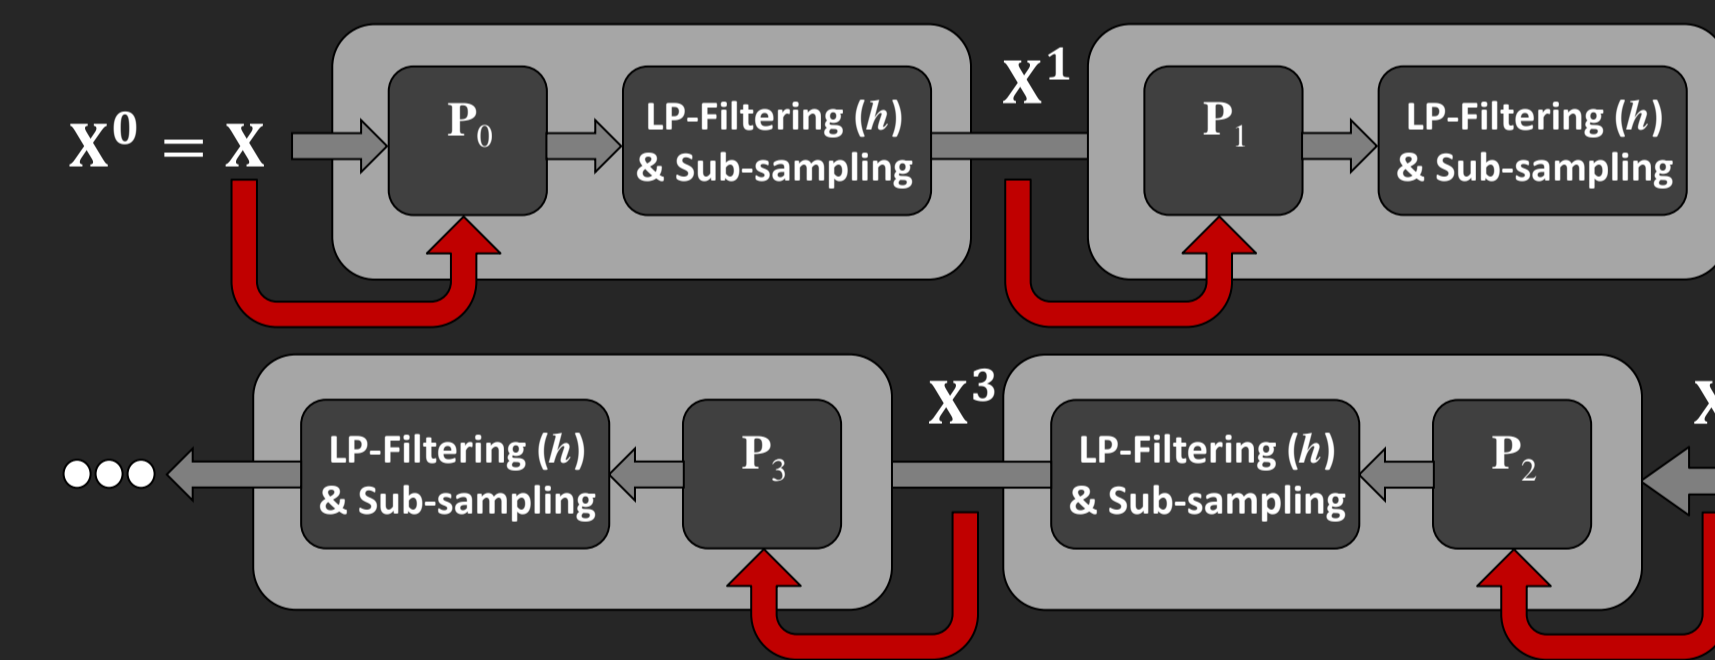 X⁰ = X
P₀
LP-Filtering (h)
& Sub-sampling
X¹
P₁
LP-Filtering (h)
& Sub-sampling
LP-Filtering (h)
& Sub-sampling
P₃
X³
LP-Filtering (h)
& Sub-sampling
P₂